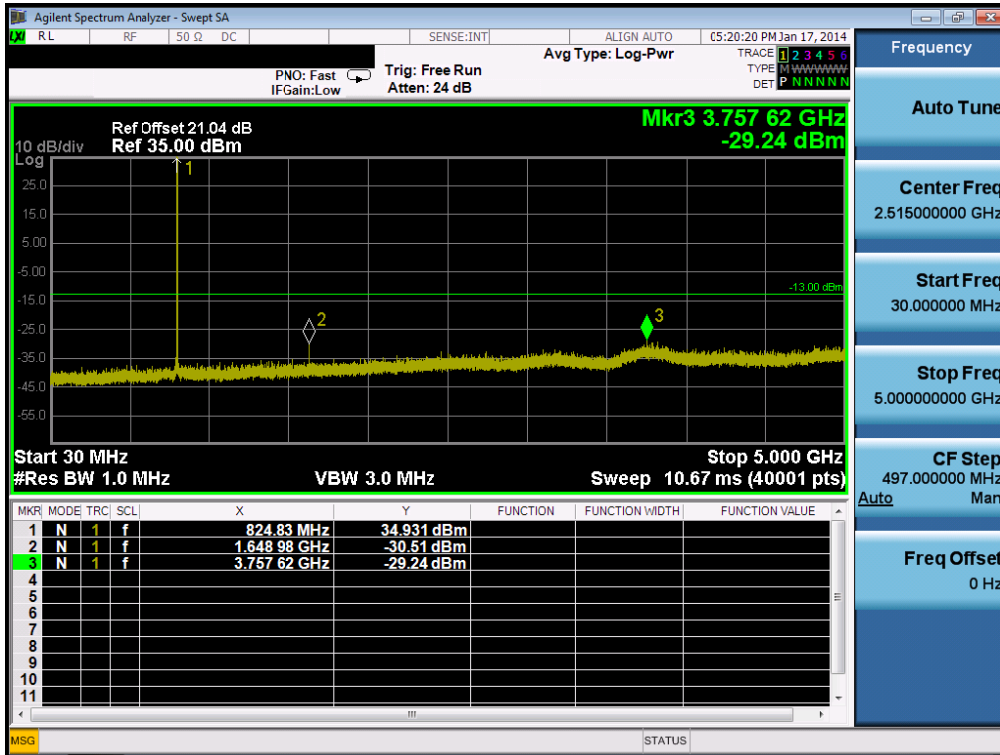 Agilent Spectrum Analyzer - Swept SA
LXI RL RF 50 Ω DC SENSE:INT ALIGN AUTO 05:20:20 PM Jan 17, 2014
Avg Type: Log-Pwr
TRACE 1 2 3 4 5 6
PNO: Fast Trig: Free Run
TYPE M WWWWW
IFGain:Low Atten: 24 dB
DET P N N N N N
Mkr3 3.757 62 GHz
-29.24 dBm
Ref Offset 21.04 dB
10 dB/div Ref 35.00 dBm
Log
1
25.0
15.0
5.00
-5.00
-13.00 dBm
-15.0
2
3
-25.0
-35.0
-45.0
-55.0
Start 30 MHz Stop 5.000 GHz
#Res BW 1.0 MHz VBW 3.0 MHz Sweep 10.67 ms (40001 pts)
MKR MODE TRC SCL X Y FUNCTION FUNCTION WIDTH FUNCTION VALUE
1 N 1 f 824.83 MHz 34.931 dBm
2 N 1 f 1.648 98 GHz -30.51 dBm
3 N 1 f 3.757 62 GHz -29.24 dBm
4
5
6
7
8
9
10
11
MSG STATUS
Frequency
Auto Tune
Center Freq
2.515000000 GHz
Start Freq
30.000000 MHz
Stop Freq
5.000000000 GHz
CF Step
497.000000 MHz
Auto Man
Freq Offset
0 Hz